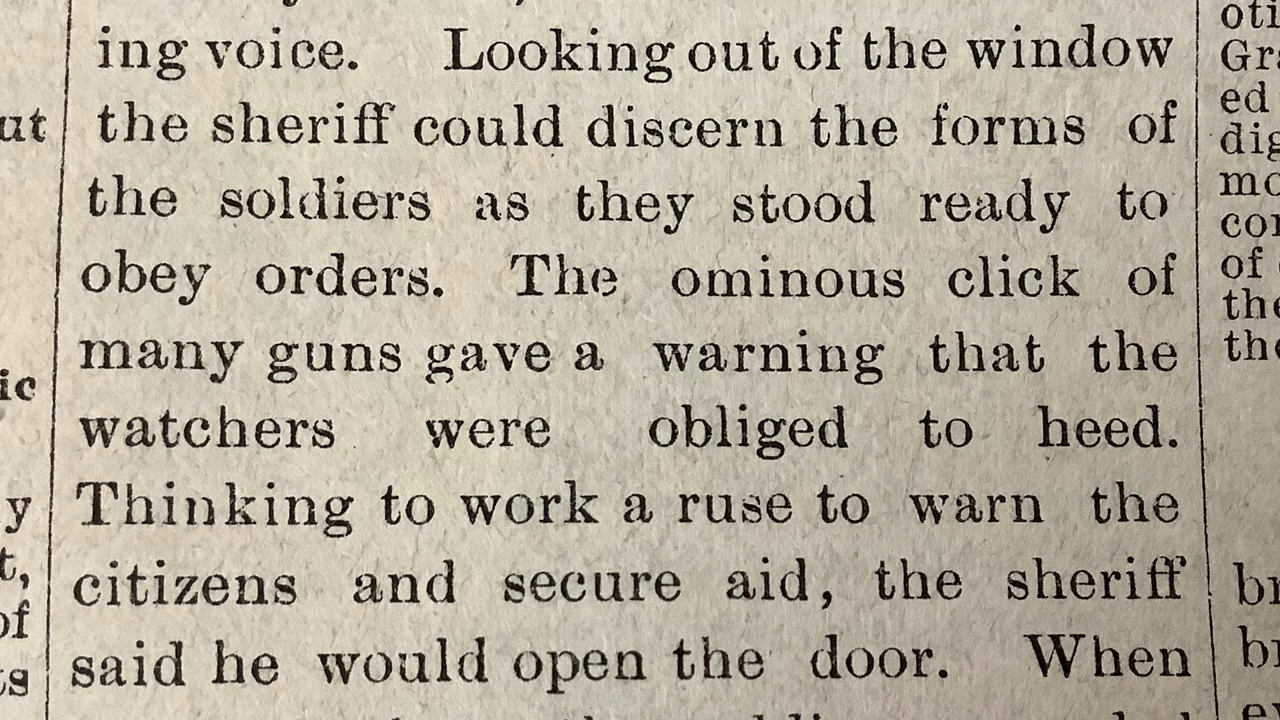 ing voice. Looking out of the window
the sheriff could discern the forms of
the soldiers as they stood ready to
obey orders. The ominous click of
many guns gave a warning that the
watchers were obliged to heed.
Thinking to work a ruse to warn the
citizens and secure aid, the sheriff
said he would open the door. When